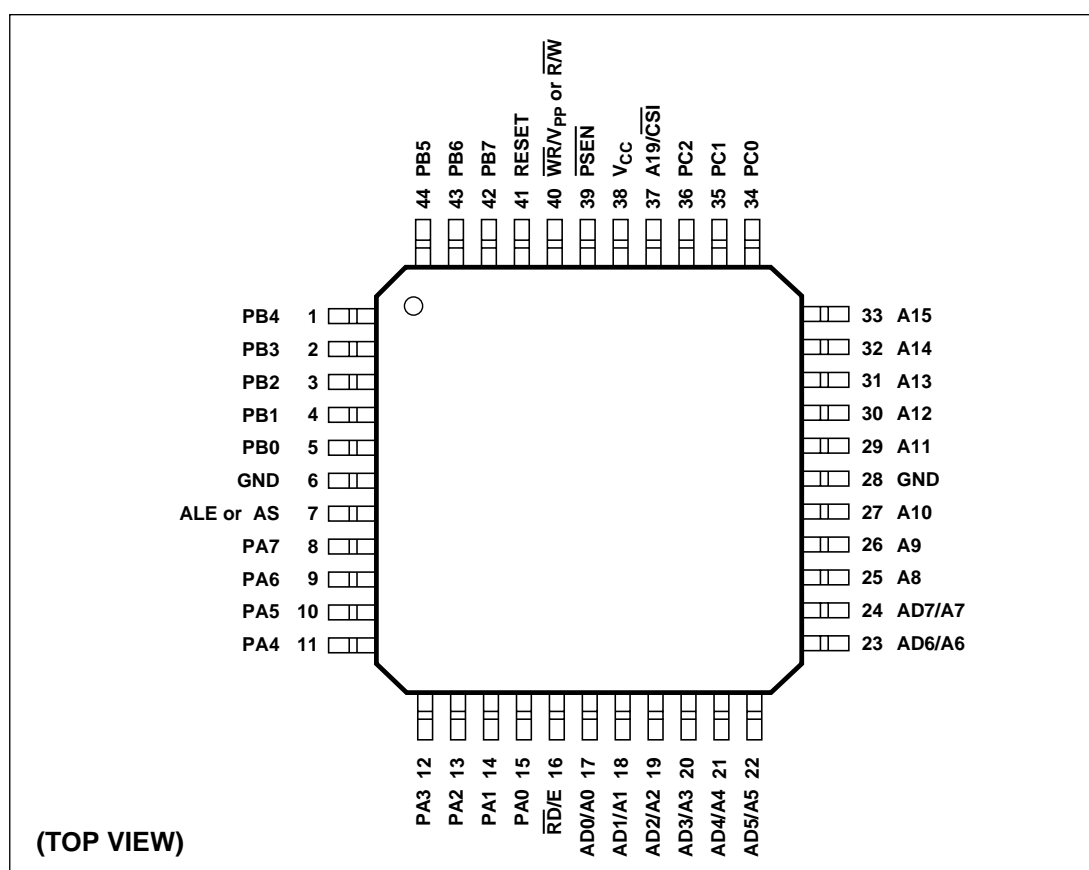 44 PB5
43 PB6
42 PB7
41 RESET
40 W̅R̅/VPP or R̅/̅W̅
39 P̅S̅E̅N̅
38 VCC
37 A19/C̅S̅I̅
36 PC2
35 PC1
34 PC0
PB4 1
PB3 2
PB2 3
PB1 4
PB0 5
GND 6
ALE or AS 7
PA7 8
PA6 9
PA5 10
PA4 11
33 A15
32 A14
31 A13
30 A12
29 A11
28 GND
27 A10
26 A9
25 A8
24 AD7/A7
23 AD6/A6
PA3 12
PA2 13
PA1 14
PA0 15
R̅D̅/E 16
AD0/A0 17
AD1/A1 18
AD2/A2 19
AD3/A3 20
AD4/A4 21
AD5/A5 22
(TOP VIEW)